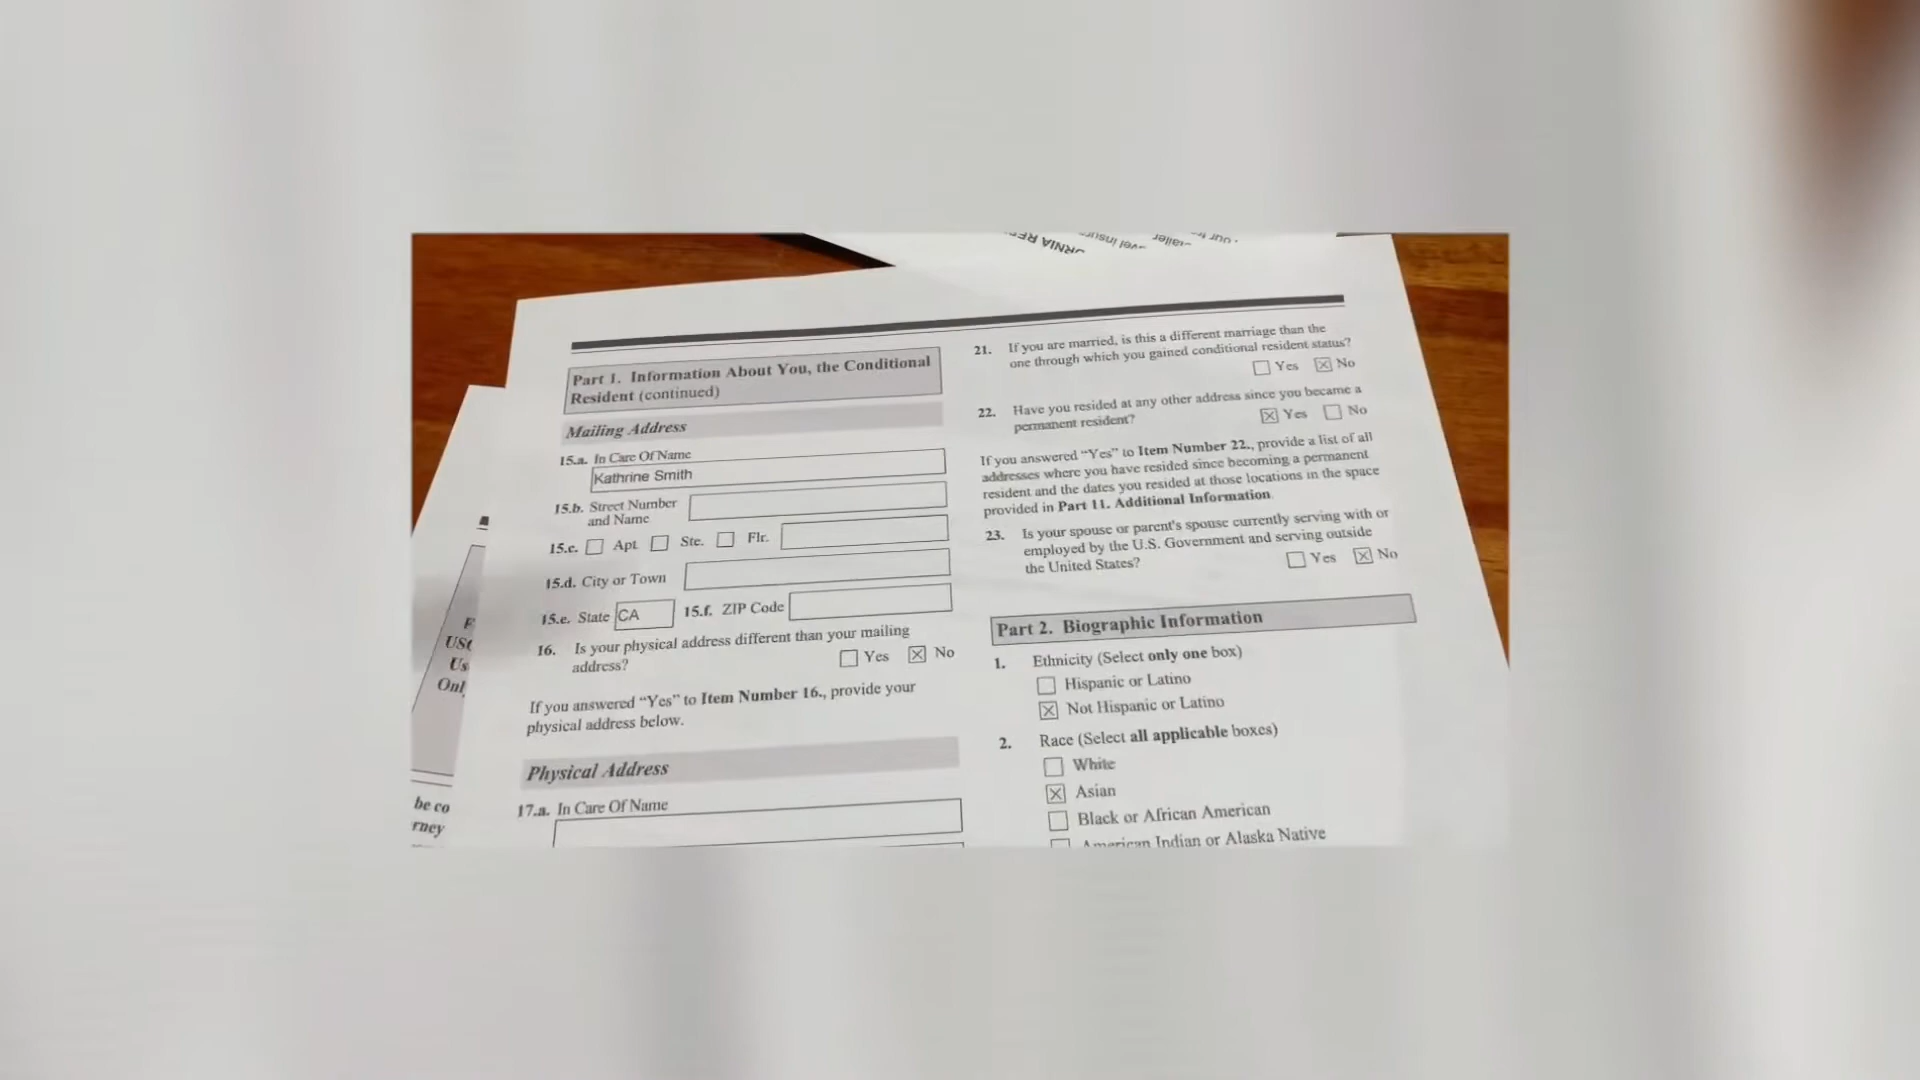 Part 1. Information About You, the Conditional
Resident (continued)
Mailing Address
15.a. In Care Of Name
Kathrine Smith
15.b. Street Number
and Name
15.c. Apt. Ste. Flr.
15.d. City or Town
15.e. State CA 15.f. ZIP Code
16. Is your physical address different than your mailing
address?
Yes No
If you answered “Yes” to Item Number 16., provide your
physical address below.
Physical Address
17.a. In Care Of Name
21. If you are married, is this a different marriage than the
one through which you gained conditional resident status?
Yes No
22. Have you resided at any other address since you became a
permanent resident?
Yes No
If you answered “Yes” to Item Number 22., provide a list of all
addresses where you have resided since becoming a permanent
resident and the dates you resided at those locations in the space
provided in Part 11. Additional Information.
23. Is your spouse or parent's spouse currently serving with or
employed by the U.S. Government and serving outside
the United States?
Yes No
Part 2. Biographic Information
1. Ethnicity (Select only one box)
Hispanic or Latino
Not Hispanic or Latino
2. Race (Select all applicable boxes)
White
Asian
Black or African American
American Indian or Alaska Native
Us
be co
rney